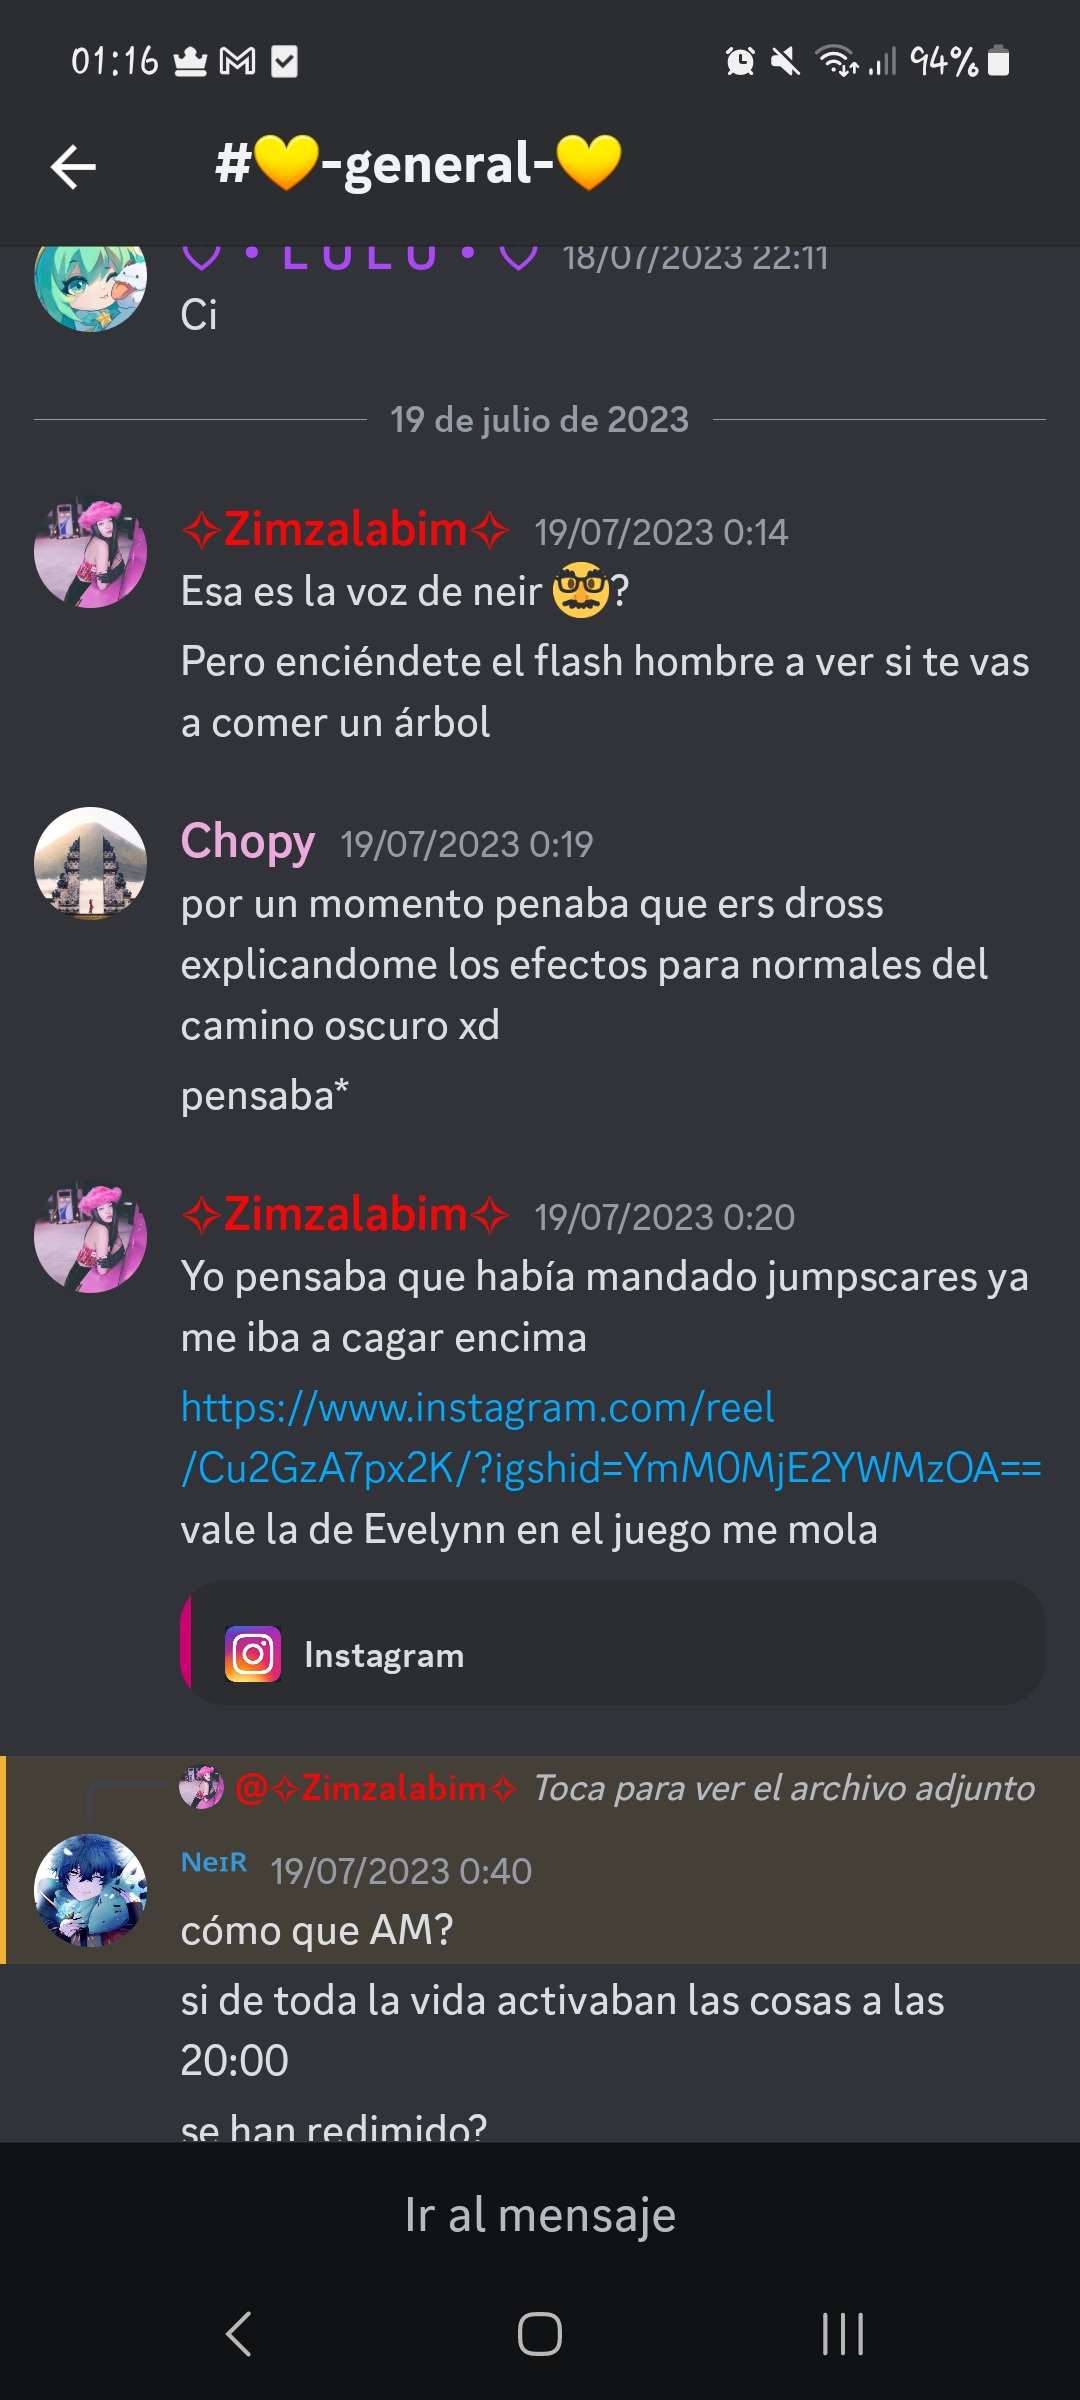 01:16 94%
#💛-general-💛
♡ • L U L U • ♡ 18/07/2023 22:11
Ci
19 de julio de 2023
✧Zimzalabim✧ 19/07/2023 0:14
Esa es la voz de neir 🥸?
Pero enciéndete el flash hombre a ver si te vas
a comer un árbol
Chopy 19/07/2023 0:19
por un momento penaba que ers dross
explicandome los efectos para normales del
camino oscuro xd
pensaba*
✧Zimzalabim✧ 19/07/2023 0:20
Yo pensaba que había mandado jumpscares ya
me iba a cagar encima
https://www.instagram.com/reel
/Cu2GzA7px2K/?igshid=YmM0MjE2YWMzOA==
vale la de Evelynn en el juego me mola
Instagram
@✧Zimzalabim✧ Toca para ver el archivo adjunto
NeɪR 19/07/2023 0:40
cómo que AM?
si de toda la vida activaban las cosas a las
20:00
se han redimido?
Ir al mensaje